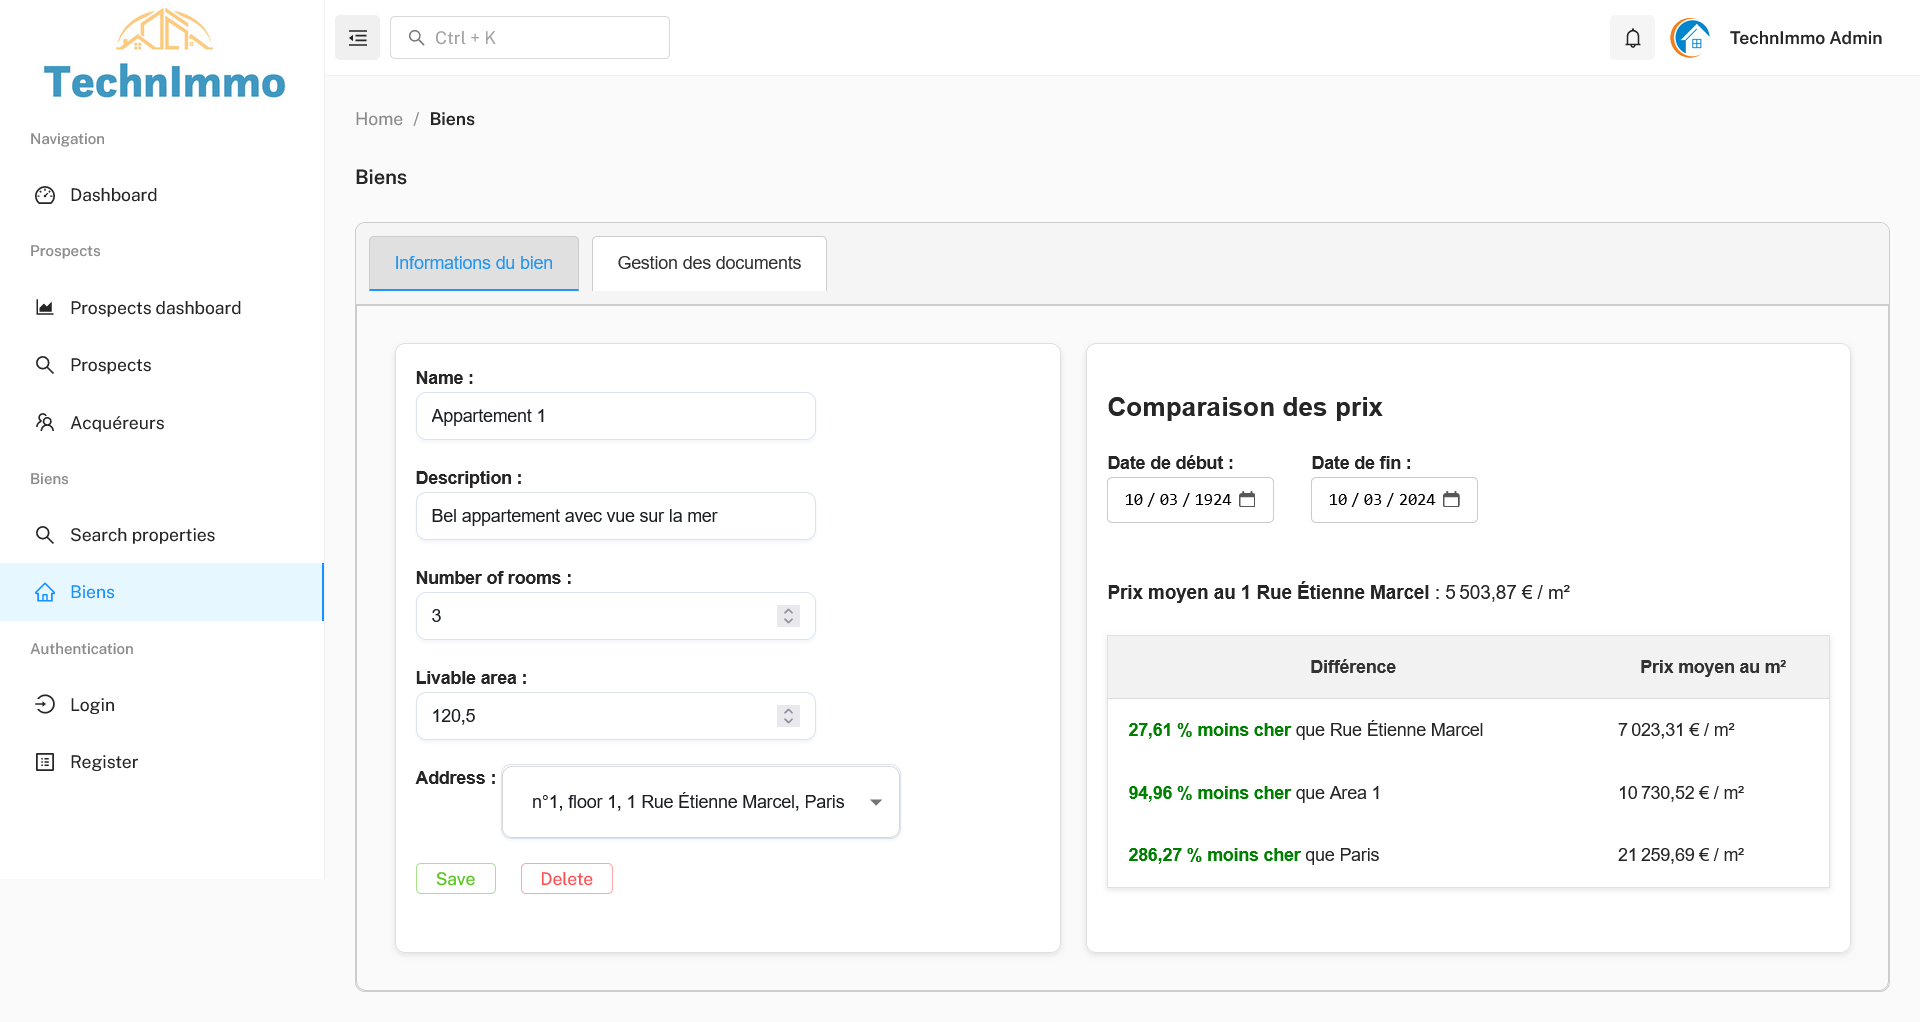 TechnImmo
Navigation
Dashboard
Prospects
Prospects dashboard
Prospects
Acquéreurs
Biens
Search properties
Biens
Authentication
Login
Register
Ctrl + K
TechnImmo Admin
Home / Biens
Biens
Informations du bien
Gestion des documents
Name :
Appartement 1
Description :
Bel appartement avec vue sur la mer
Number of rooms :
3
Livable area :
120,5
Address :
n°1, floor 1, 1 Rue Étienne Marcel, Paris
Save
Delete
Comparaison des prix
Date de début :
10 / 03 / 1924
Date de fin :
10 / 03 / 2024
Prix moyen au 1 Rue Étienne Marcel : 5 503,87 € / m²
Différence
Prix moyen au m²
27,61 % moins cher que Rue Étienne Marcel
7 023,31 € / m²
94,96 % moins cher que Area 1
10 730,52 € / m²
286,27 % moins cher que Paris
21 259,69 € / m²